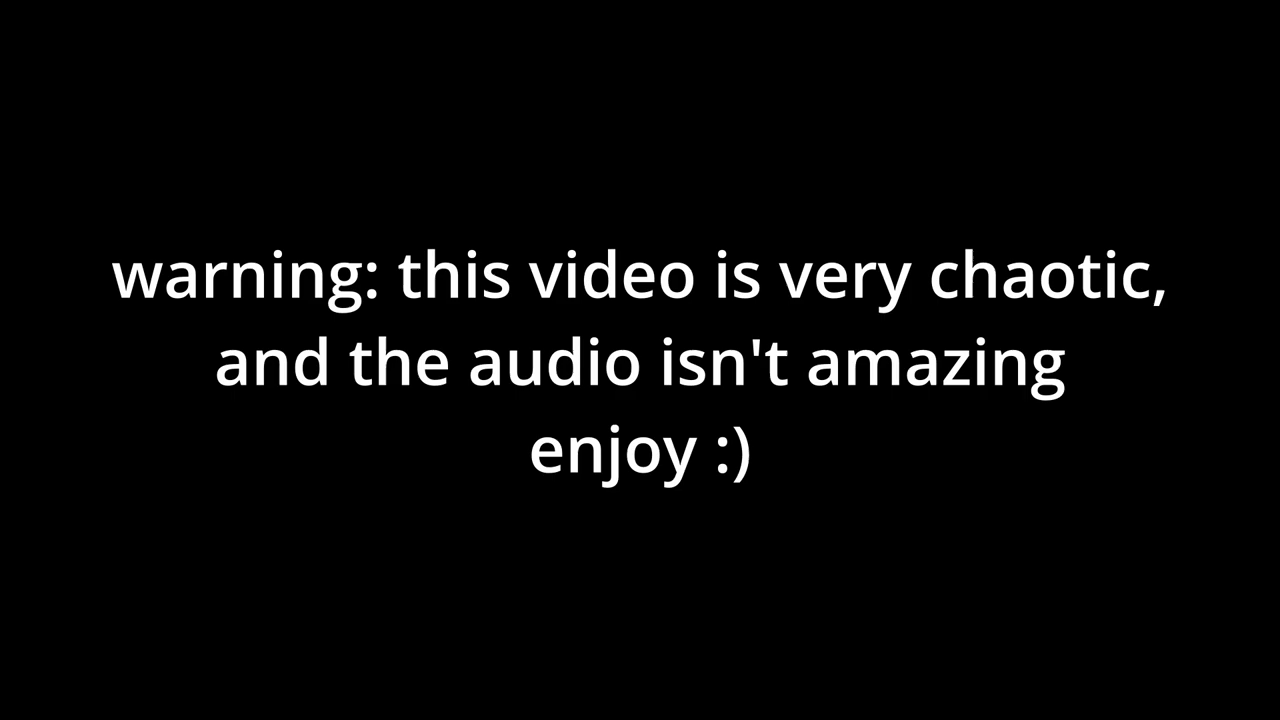 warning: this video is very chaotic,
and the audio isn't amazing
enjoy :)